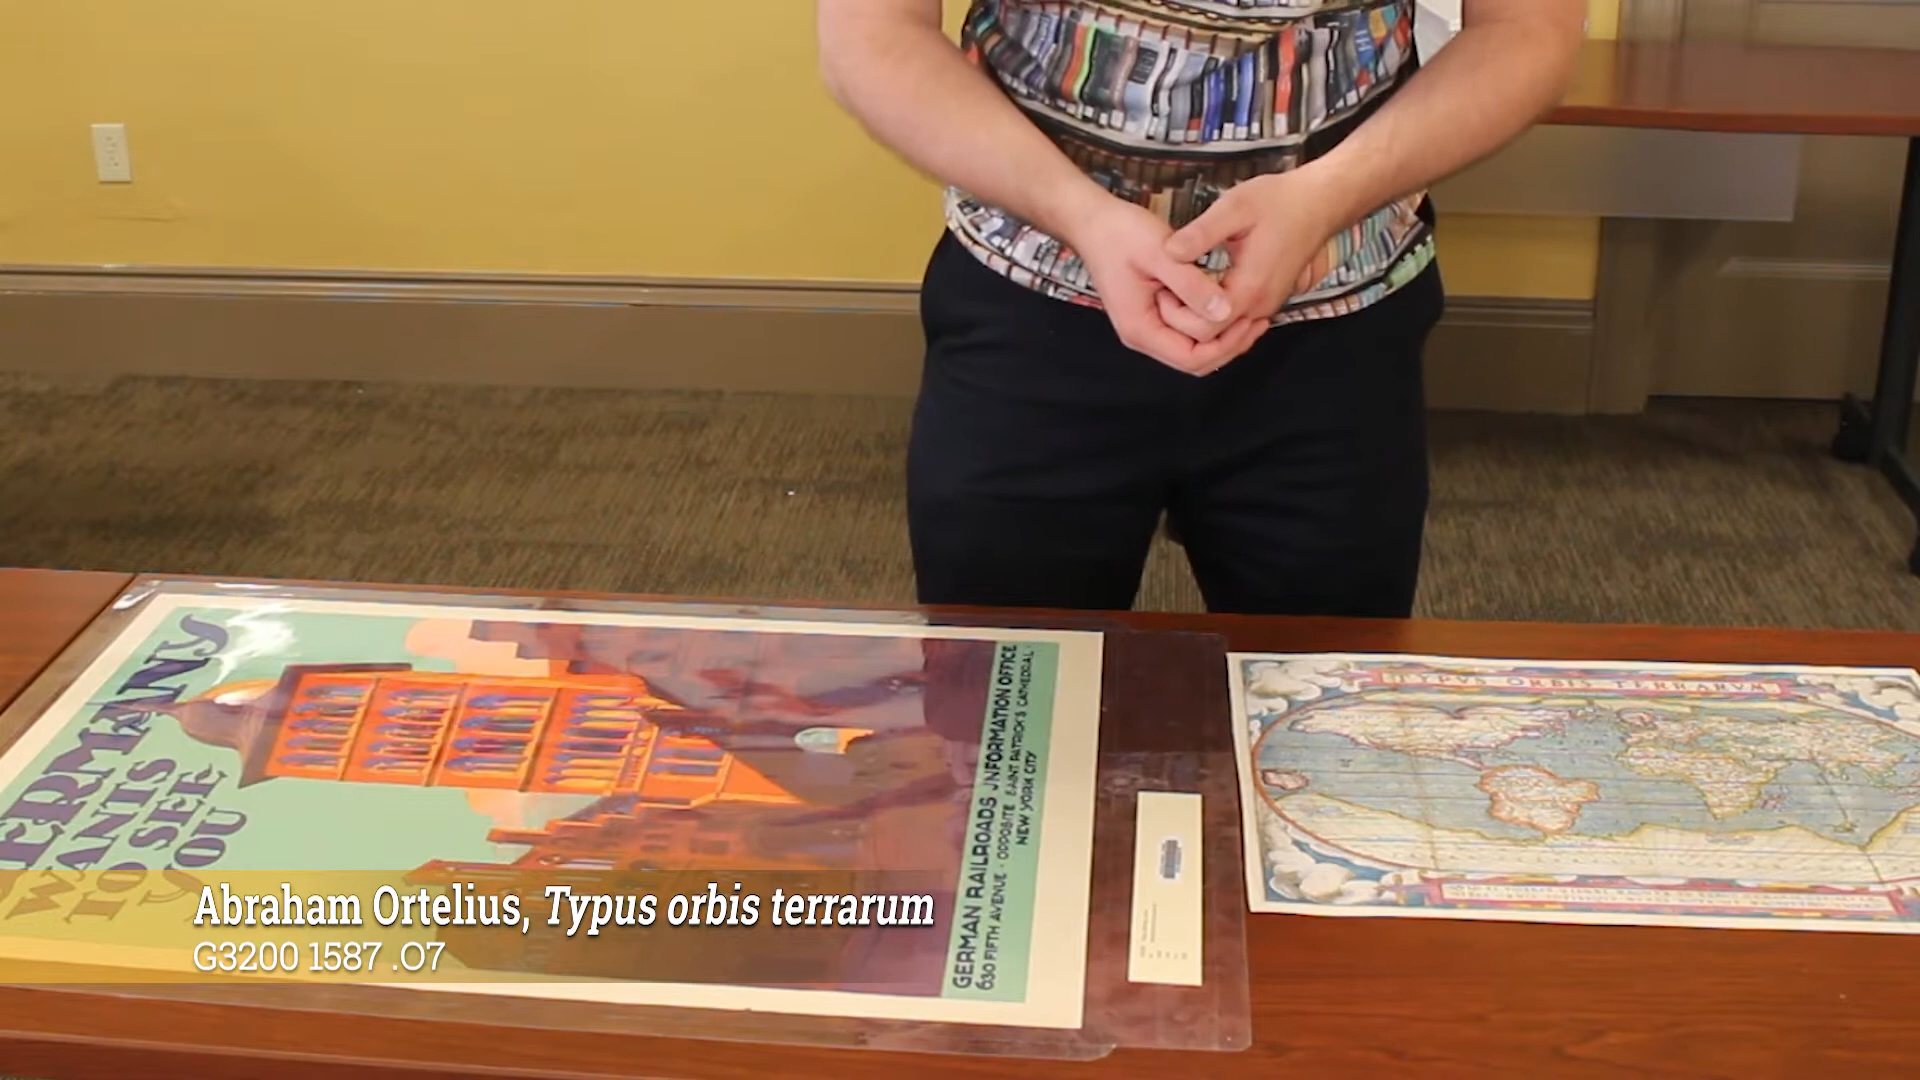 GERMANY
WANTS
TO SEE
YOU
GERMAN RAILROADS INFORMATION OFFICE
630 FIFTH AVENUE · OPPOSITE SAINT PATRICK'S CATHEDRAL ·
NEW YORK CITY
TYPVS ORBIS TERRARVM
Abraham Ortelius, Typus orbis terrarum
G3200 1587 .O7